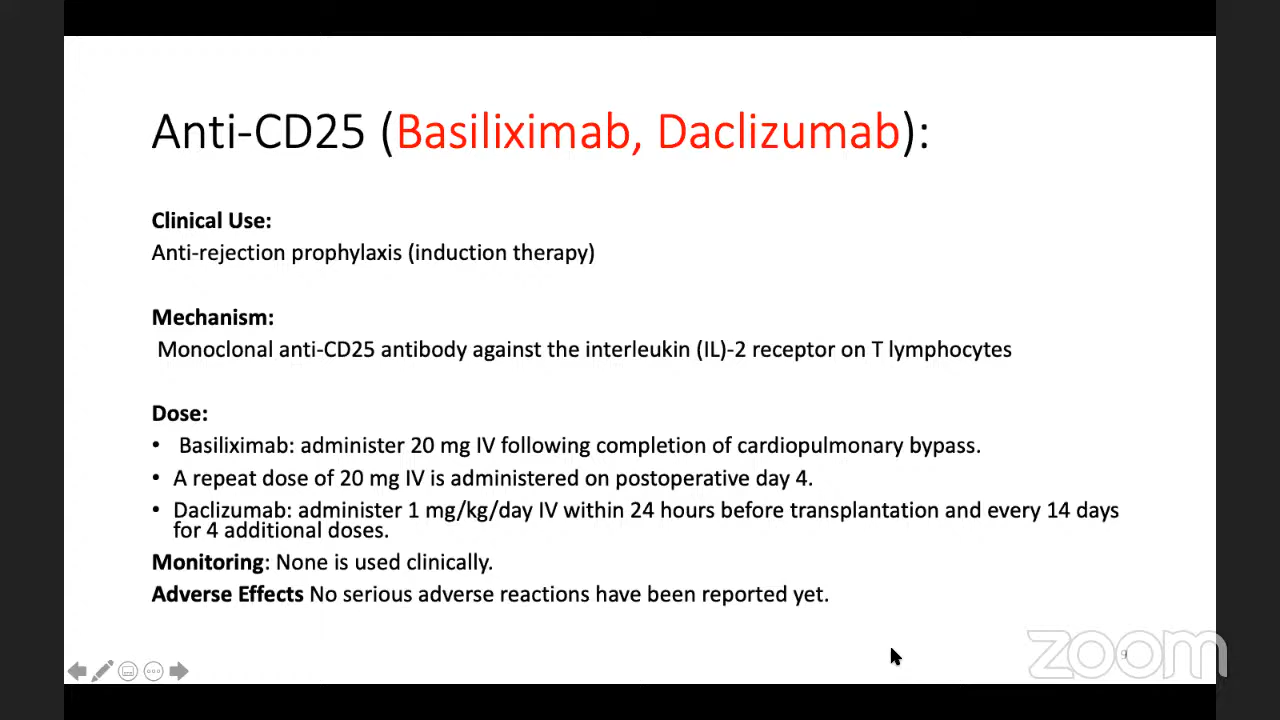 Anti-CD25 (Basiliximab, Daclizumab):
Clinical Use:
Anti-rejection prophylaxis (induction therapy)
Mechanism:
Monoclonal anti-CD25 antibody against the interleukin (IL)-2 receptor on T lymphocytes
Dose:
• Basiliximab: administer 20 mg IV following completion of cardiopulmonary bypass.
• A repeat dose of 20 mg IV is administered on postoperative day 4.
• Daclizumab: administer 1 mg/kg/day IV within 24 hours before transplantation and every 14 days
for 4 additional doses.
Monitoring: None is used clinically.
Adverse Effects No serious adverse reactions have been reported yet.
zoom
9